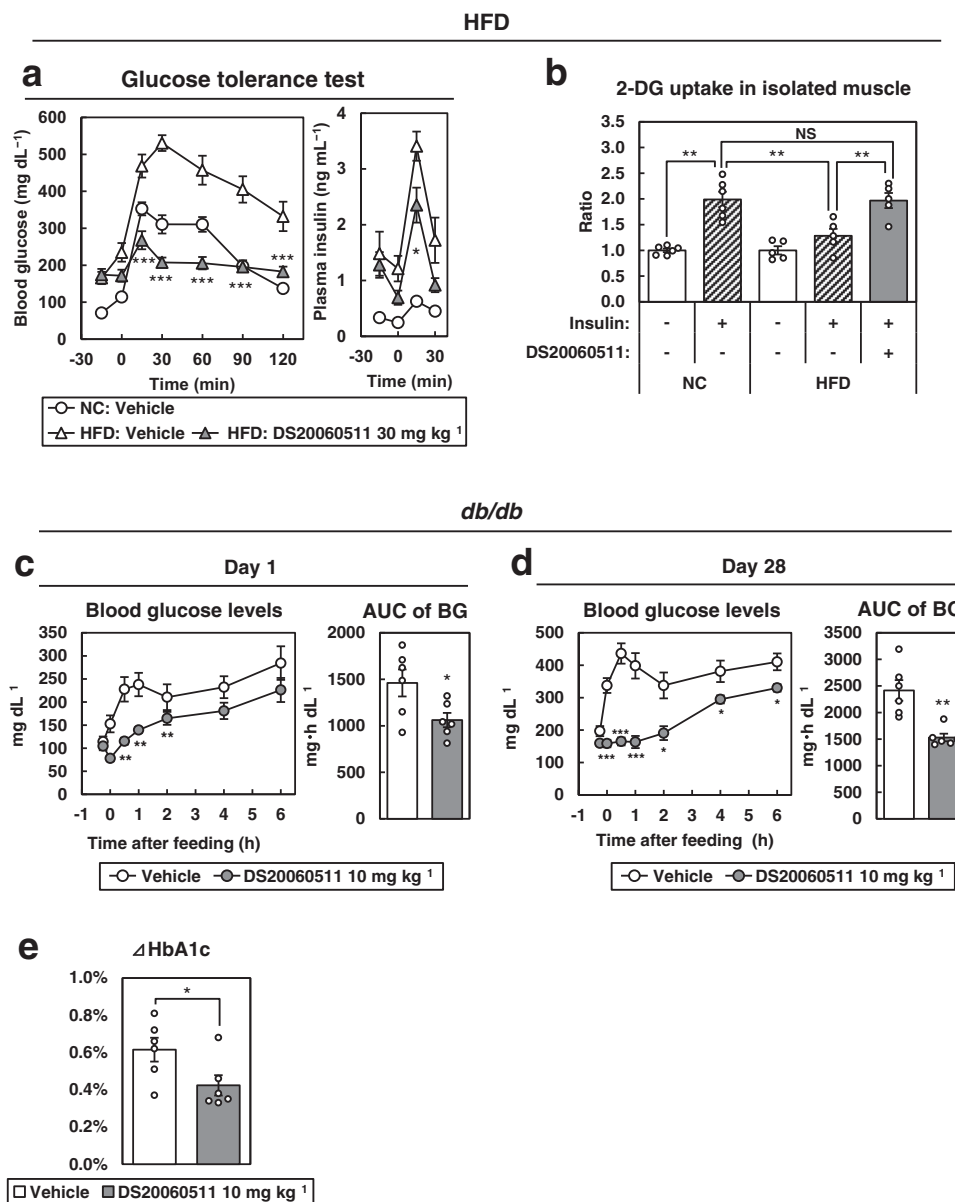 HFD
a
Glucose tolerance test
Blood glucose (mg dL⁻¹)
600
500
400
300
200
100
0
***
***
***
***
***
-30 0 30 60 90 120
Time (min)
Plasma insulin (ng mL⁻¹)
4
3
2
1
0
*
-30 0 30
Time (min)
NC: Vehicle
HFD: Vehicle HFD: DS20060511 30 mg kg ¹
b
2-DG uptake in isolated muscle
Ratio
3.0
2.5
2.0
1.5
1.0
0.5
0.0
NS
** ** **
Insulin: - + - + +
DS20060511: - - - - +
NC HFD
db/db
c
Day 1
Blood glucose levels
mg dL ¹
350
300
250
200
150
100
50
0
** ** **
-1 0 1 2 3 4 5 6
Time after feeding (h)
AUC of BG
mg·h dL ¹
2000
1500
1000
500
0
*
Vehicle DS20060511 10 mg kg ¹
d
Day 28
Blood glucose levels
mg dL ¹
500
400
300
200
100
0
*** *** *** * * *
-1 0 1 2 3 4 5 6
Time after feeding (h)
AUC of BG
mg·h dL ¹
3500
3000
2500
2000
1500
1000
500
0
**
Vehicle DS20060511 10 mg kg ¹
e
⊿HbA1c
1.0%
0.8%
0.6%
0.4%
0.2%
0.0%
*
Vehicle DS20060511 10 mg kg ¹